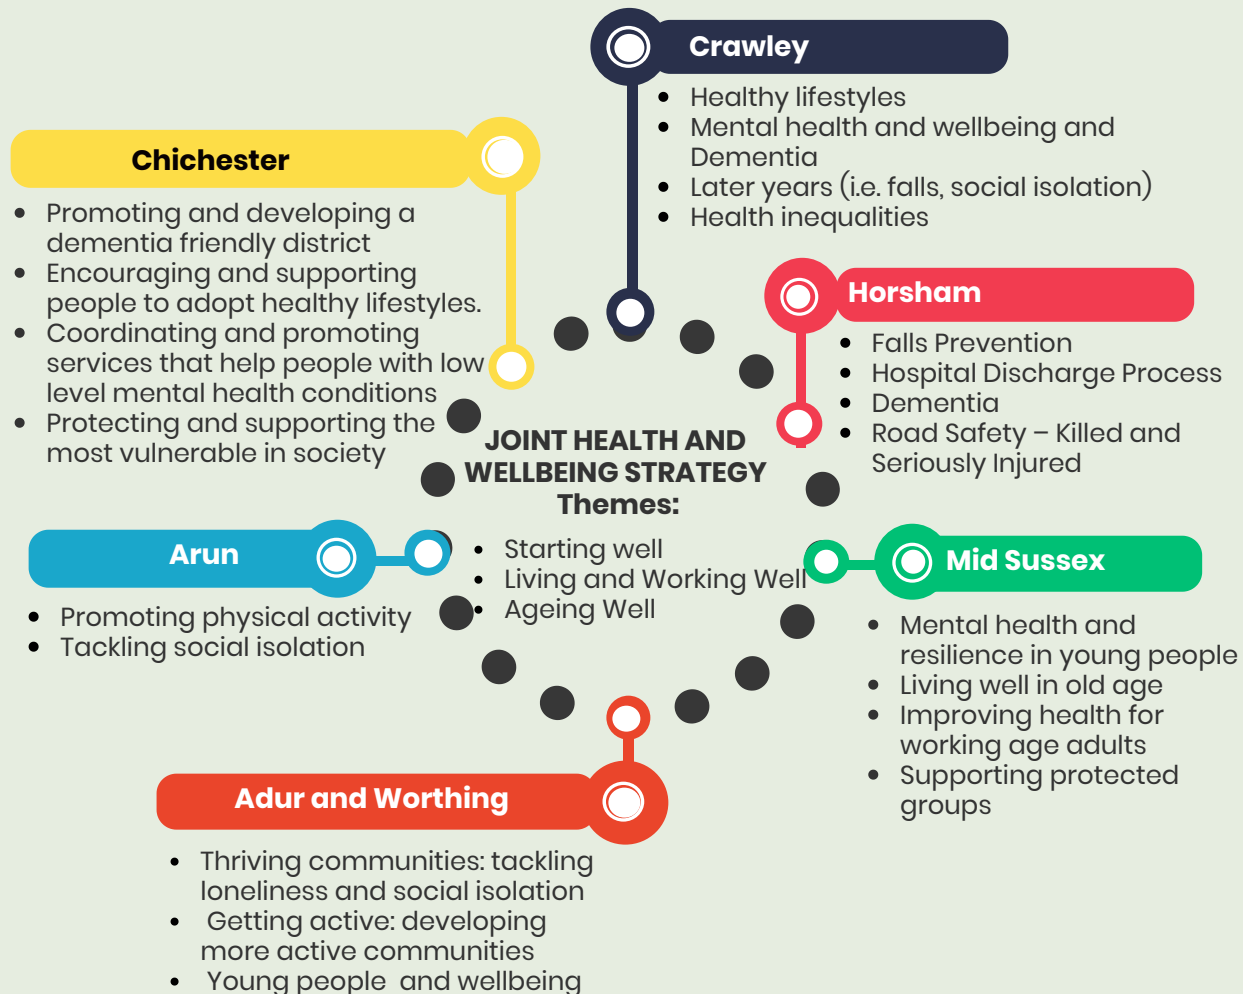 Crawley
• Healthy lifestyles
• Mental health and wellbeing and
Dementia
• Later years (i.e. falls, social isolation)
• Health inequalities
Chichester
• Promoting and developing a
dementia friendly district
• Encouraging and supporting
people to adopt healthy lifestyles.
• Coordinating and promoting
services that help people with low
level mental health conditions
• Protecting and supporting the
most vulnerable in society
Horsham
• Falls Prevention
• Hospital Discharge Process
• Dementia
• Road Safety – Killed and
Seriously Injured
JOINT HEALTH AND
WELLBEING STRATEGY
Themes:
• Starting well
• Living and Working Well
• Ageing Well
Arun
• Promoting physical activity
• Tackling social isolation
Mid Sussex
• Mental health and
resilience in young people
• Living well in old age
• Improving health for
working age adults
• Supporting protected
groups
Adur and Worthing
• Thriving communities: tackling
loneliness and social isolation
• Getting active: developing
more active communities
• Young people and wellbeing